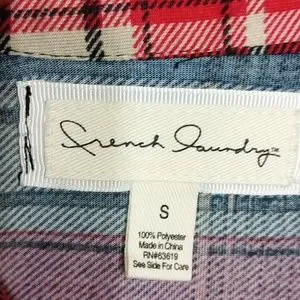 French Laundry™
S
100% Polyester
Made in China
RN#63619
See Side For Care